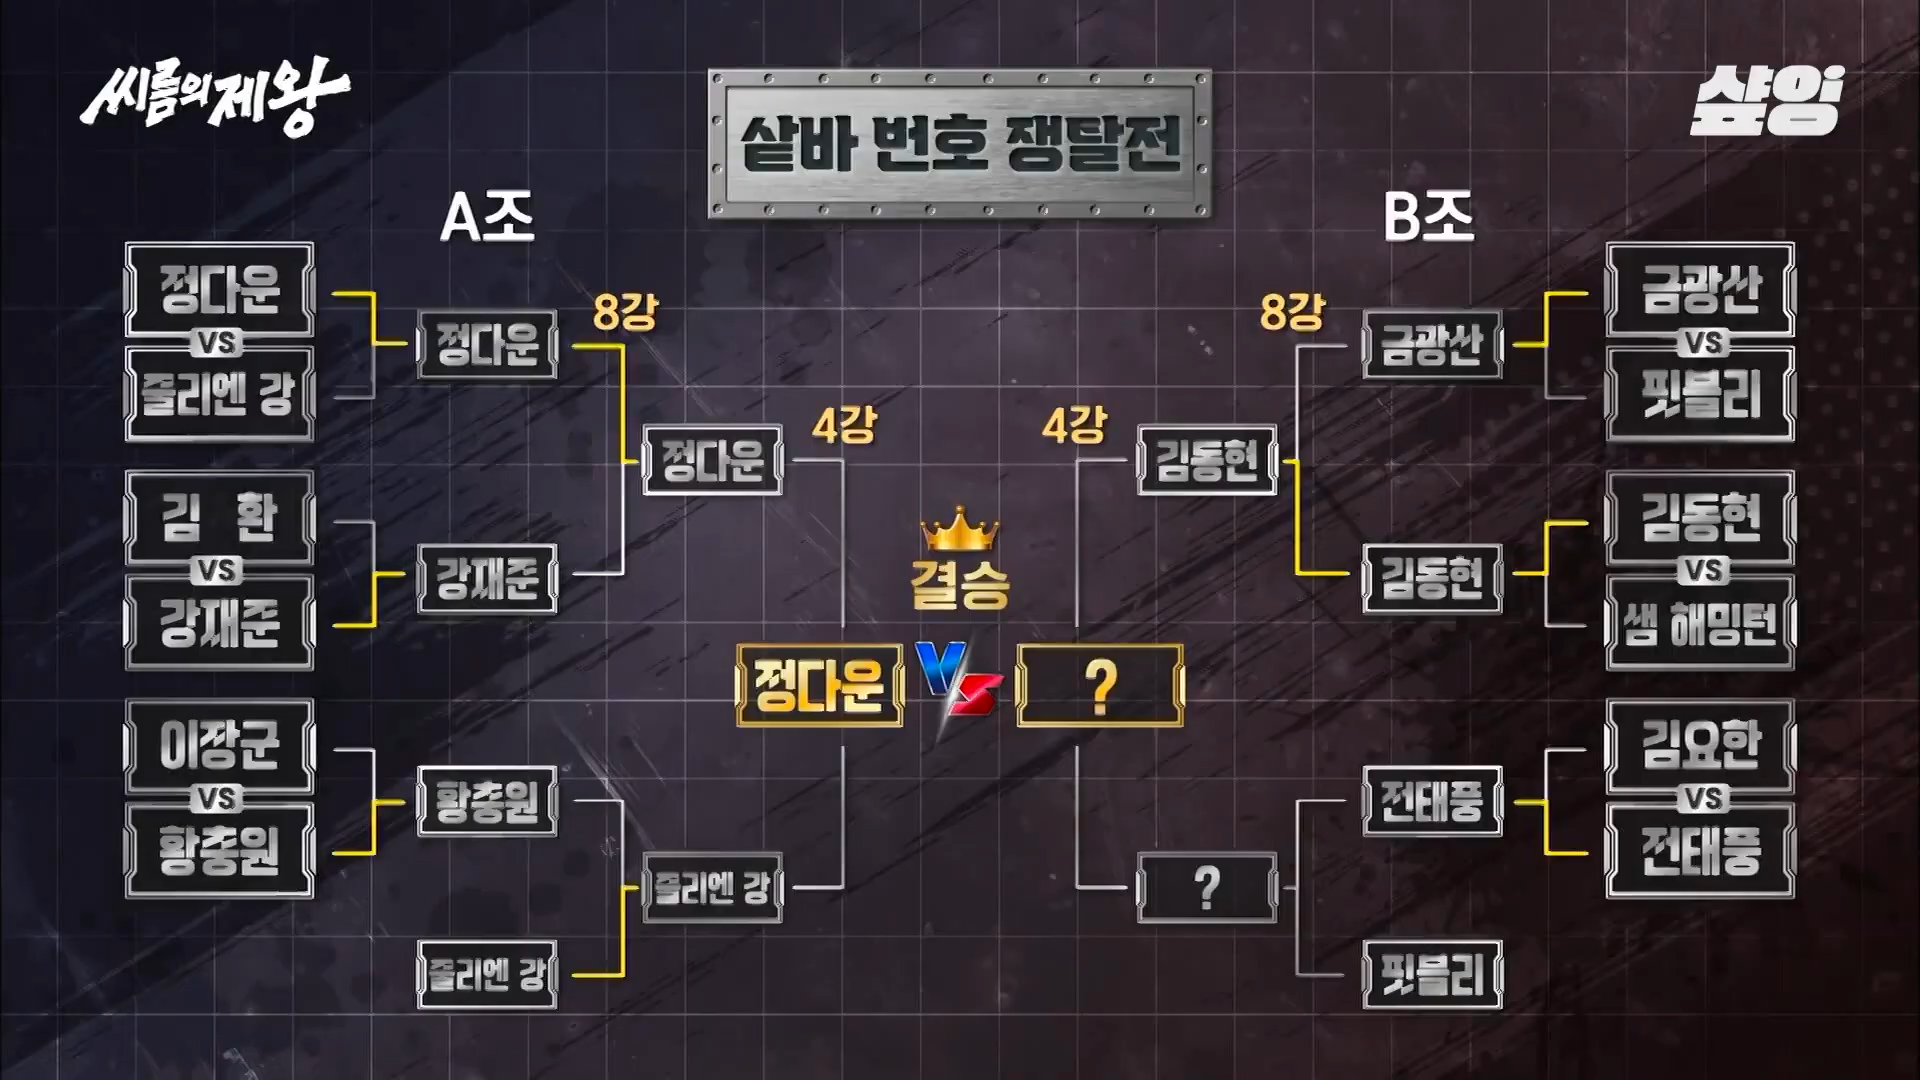 씨름의 제왕
샅바 번호 쟁탈전
샾잉
A조
정다운
VS
줄리엔 강
김 환
VS
강재준
이장군
VS
황충원
8강
정다운
강재준
황충원
줄리엔 강
4강
정다운
줄리엔 강
결승
정다운
VS
?
B조
4강
김동현
?
8강
금광산
김동현
전태풍
핏블리
금광산
VS
핏블리
김동현
VS
샘 해밍턴
김요한
VS
전태풍